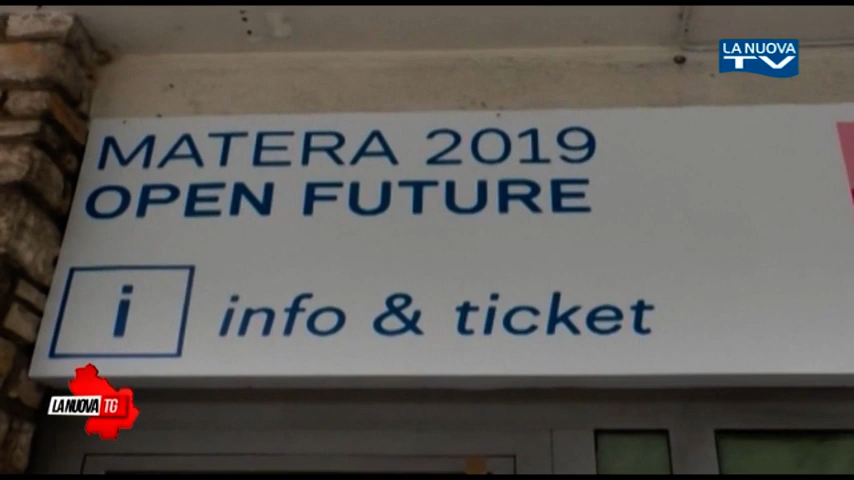 LA NUOVA
TV
MATERA 2019
OPEN FUTURE
i info & ticket
LA NUOVA TG